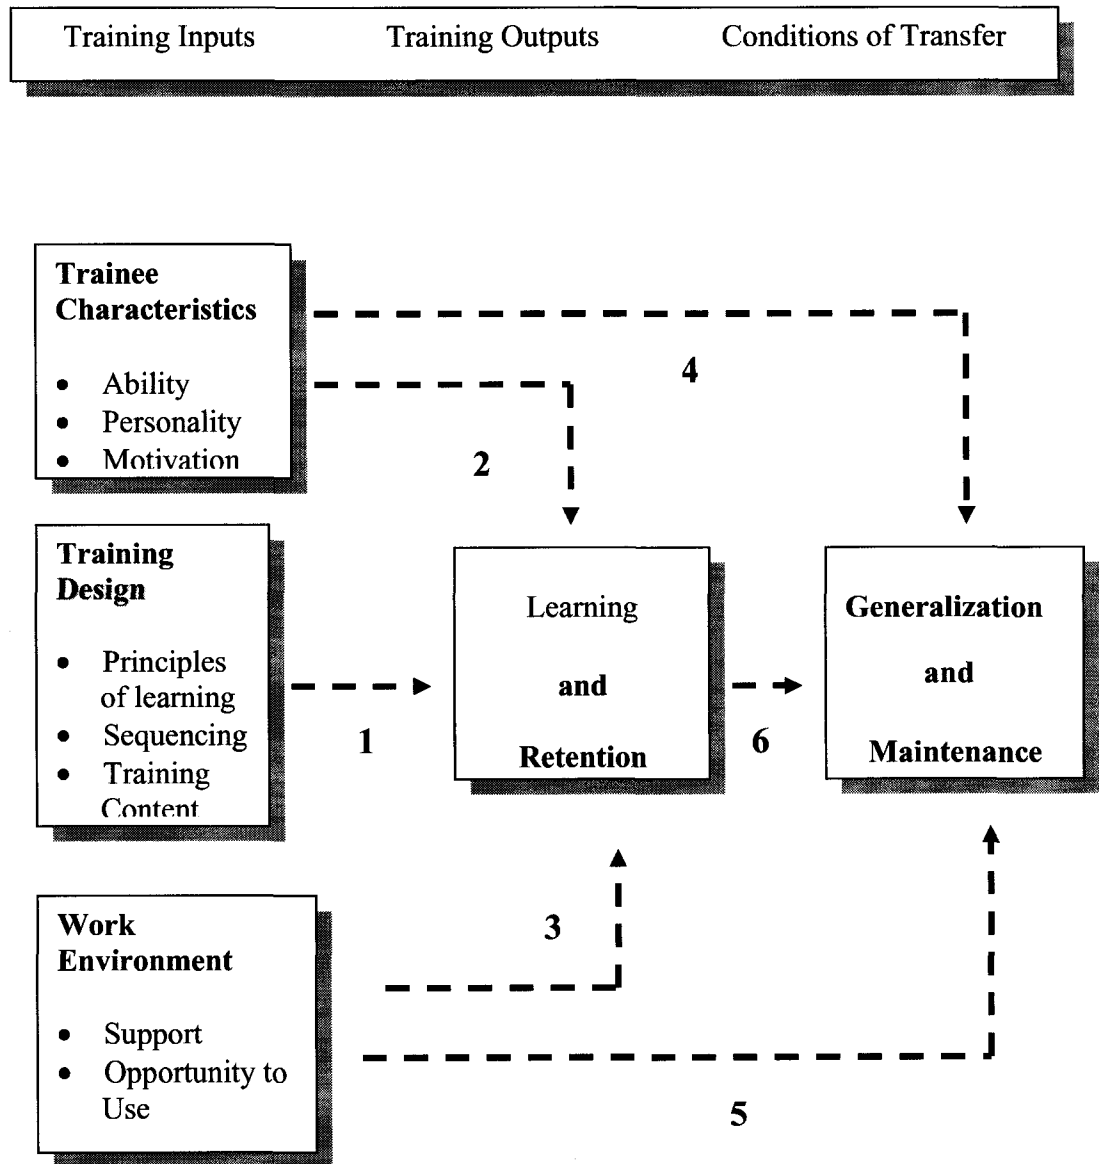 Training Inputs Training Outputs Conditions of Transfer
Trainee
Characteristics
• Ability
• Personality
• Motivation
4
2
Training
Design
• Principles
of learning
• Sequencing
• Training
Content
1
Learning
and
Retention
6
Generalization
and
Maintenance
Work
Environment
• Support
• Opportunity to
Use
3
5